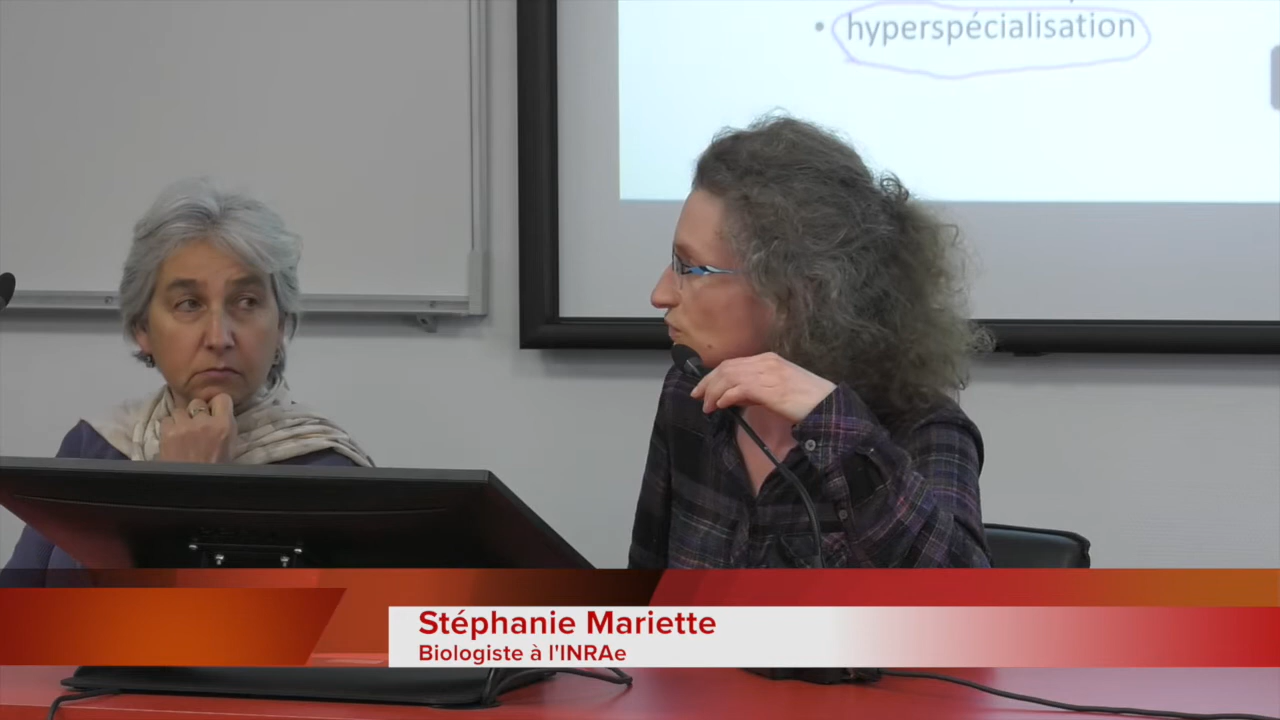 • hyperspécialisation
Stéphanie Mariette
Biologiste à l'INRAe